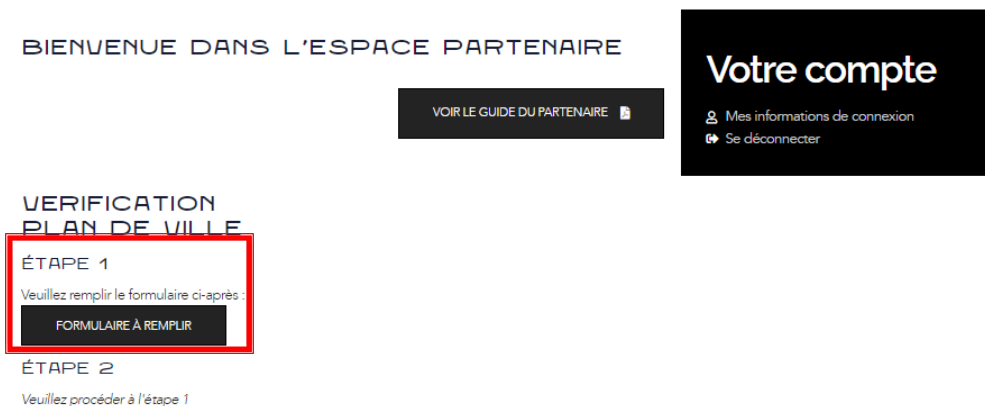 BIENVENUE DANS L'ESPACE PARTENAIRE
VOIR LE GUIDE DU PARTENAIRE
Votre compte
Mes informations de connexion
Se déconnecter
VERIFICATION
PLAN DE VILLE
ÉTAPE 1
Veuillez remplir le formulaire ci-après :
FORMULAIRE À REMPLIR
ÉTAPE 2
Veuillez procéder à l'étape 1